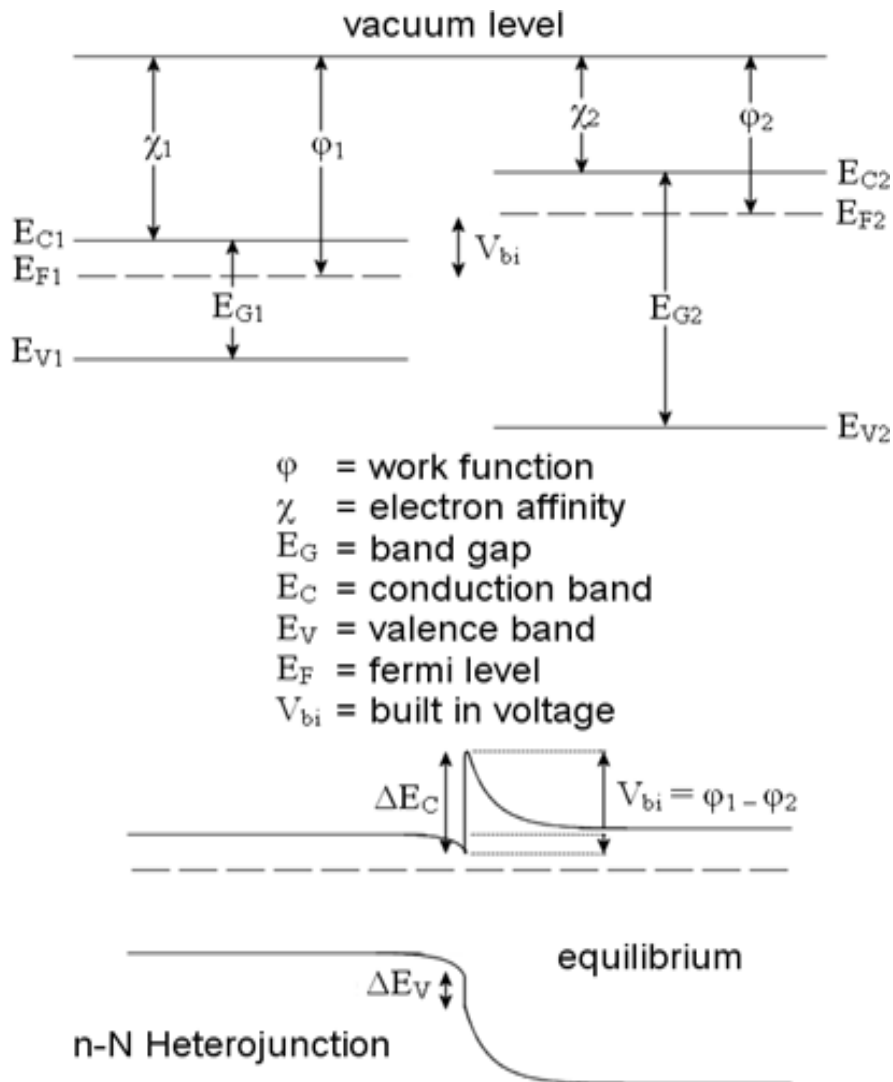 vacuum level
χ1
φ1
χ2
φ2
EC2
EF2
EC1
EF1
Vbi
EG1
EG2
EV1
EV2
φ = work function
χ = electron affinity
EG = band gap
EC = conduction band
EV = valence band
EF = fermi level
Vbi = built in voltage
ΔEC
Vbi = φ1 - φ2
equilibrium
ΔEV
n-N Heterojunction